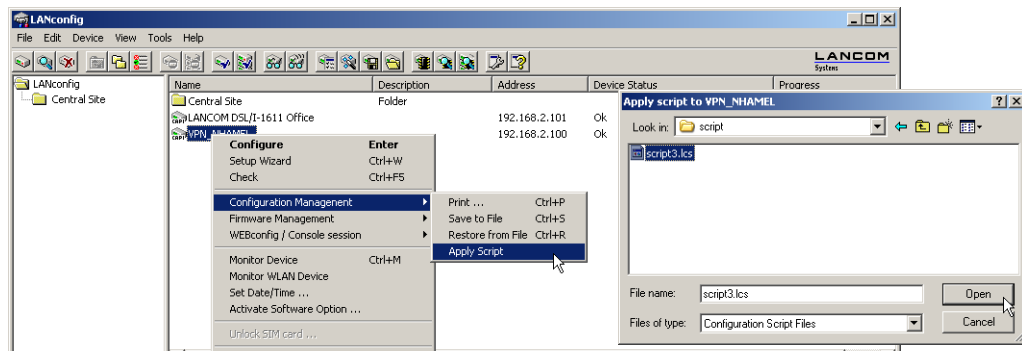 LANconfig
File Edit Device View Tools Help
LANCOM
Systems
LANconfig
Central Site
Name Description Address Device Status Progress
Central Site Folder
LANCOM DSL/I-1611 Office 192.168.2.101 Ok
VPN_NHAMEL 192.168.2.100 Ok
Configure Enter
Setup Wizard Ctrl+W
Check Ctrl+F5
Configuration Management
Firmware Management
WEBconfig / Console session
Monitor Device Ctrl+M
Monitor WLAN Device
Set Date/Time ...
Activate Software Option ...
Unlock SIM card ...
Print ... Ctrl+P
Save to File Ctrl+S
Restore from File Ctrl+R
Apply Script
Apply script to VPN_NHAMEL
Look in: script
script3.lcs
File name: script3.lcs Open
Files of type: Configuration Script Files Cancel